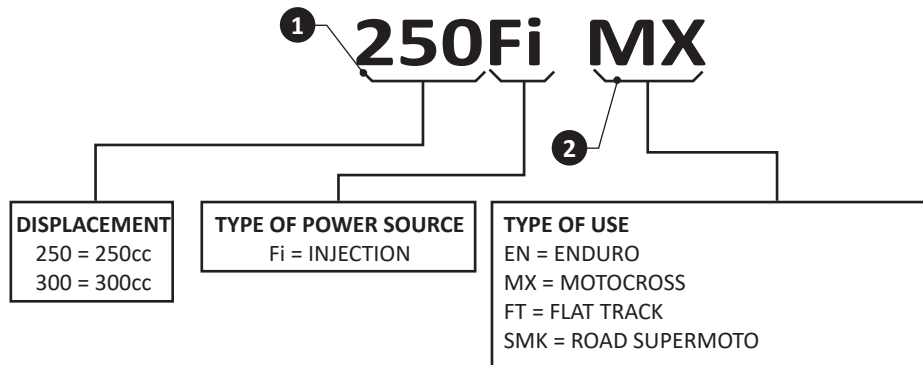 1
250Fi MX
2
DISPLACEMENT
250 = 250cc
300 = 300cc
TYPE OF POWER SOURCE
Fi = INJECTION
TYPE OF USE
EN = ENDURO
MX = MOTOCROSS
FT = FLAT TRACK
SMK = ROAD SUPERMOTO